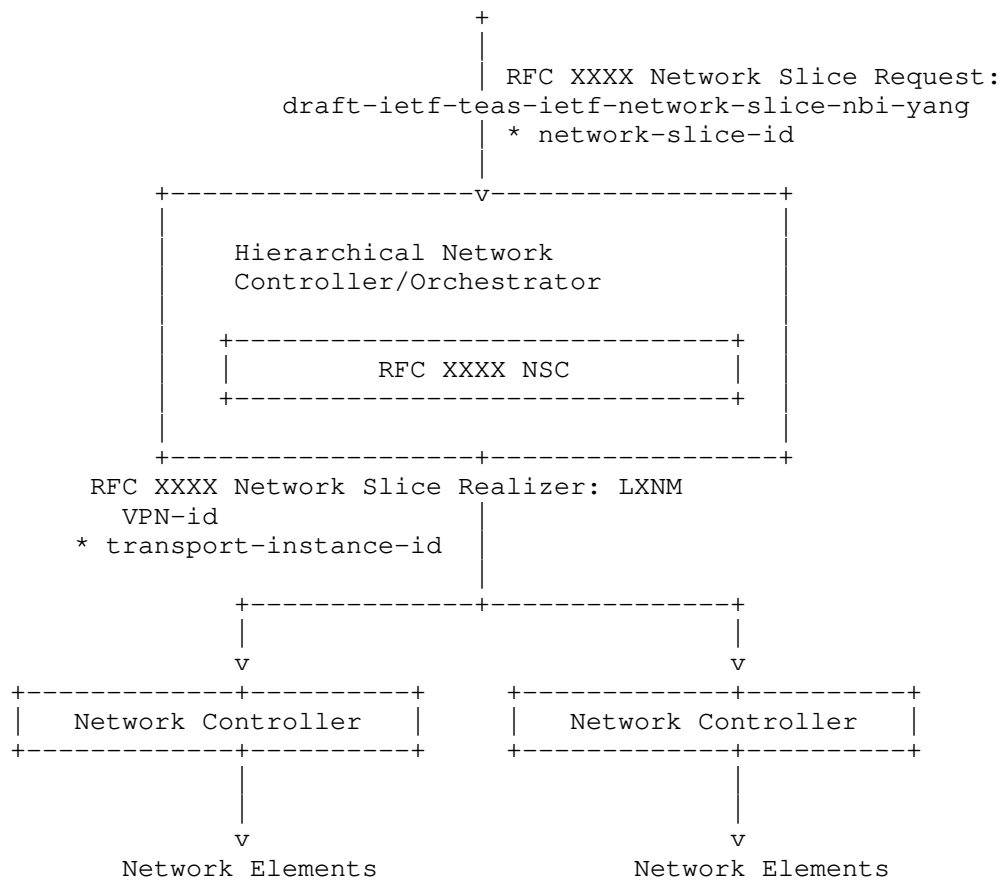 RFC XXXX Network Slice Request:
draft-ietf-teas-ietf-network-slice-nbi-yang
* network-slice-id
Hierarchical Network
Controller/Orchestrator
RFC XXXX NSC
RFC XXXX Network Slice Realizer: LXNM
VPN-id
* transport-instance-id
v v
Network Controller Network Controller
v v
Network Elements Network Elements